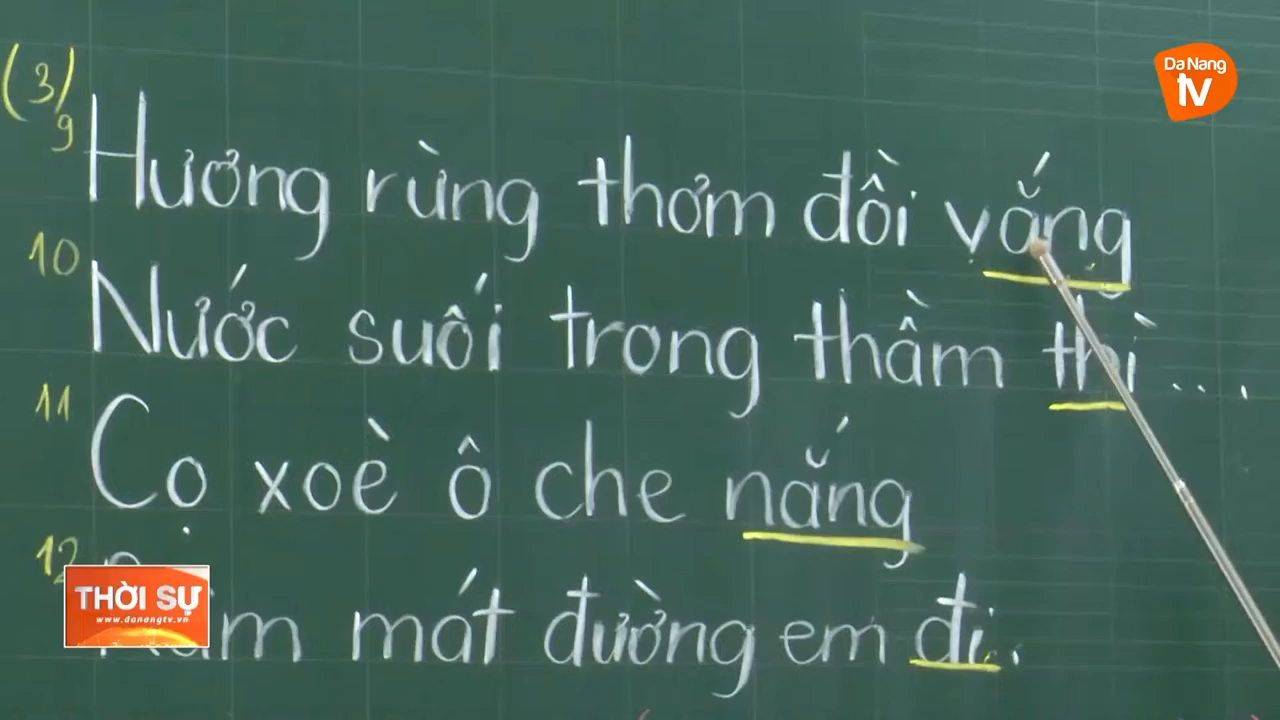 Da Nang
tv
(3)
9 Hương rừng thơm đồi vắng
10 Nước suối trong thầm thì ...
11 Cọ xoè ô che nắng
12 mát đường em đi.
THỜI SỰ
www.danangtv.vn